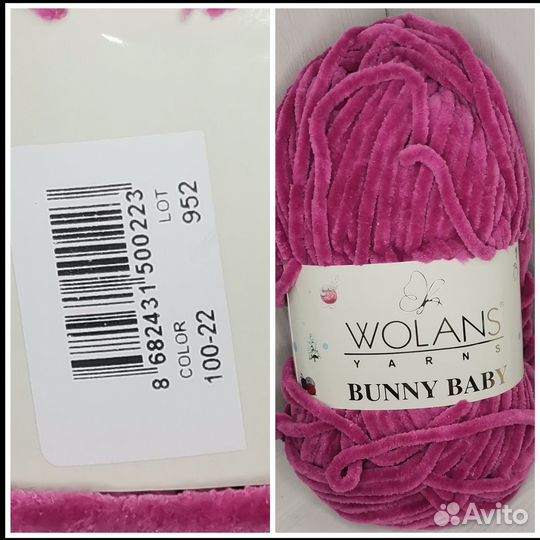 8 682431 500223
COLOR LOT
100-22 952
WOLANS
YARNS
BUNNY BABY
Avito